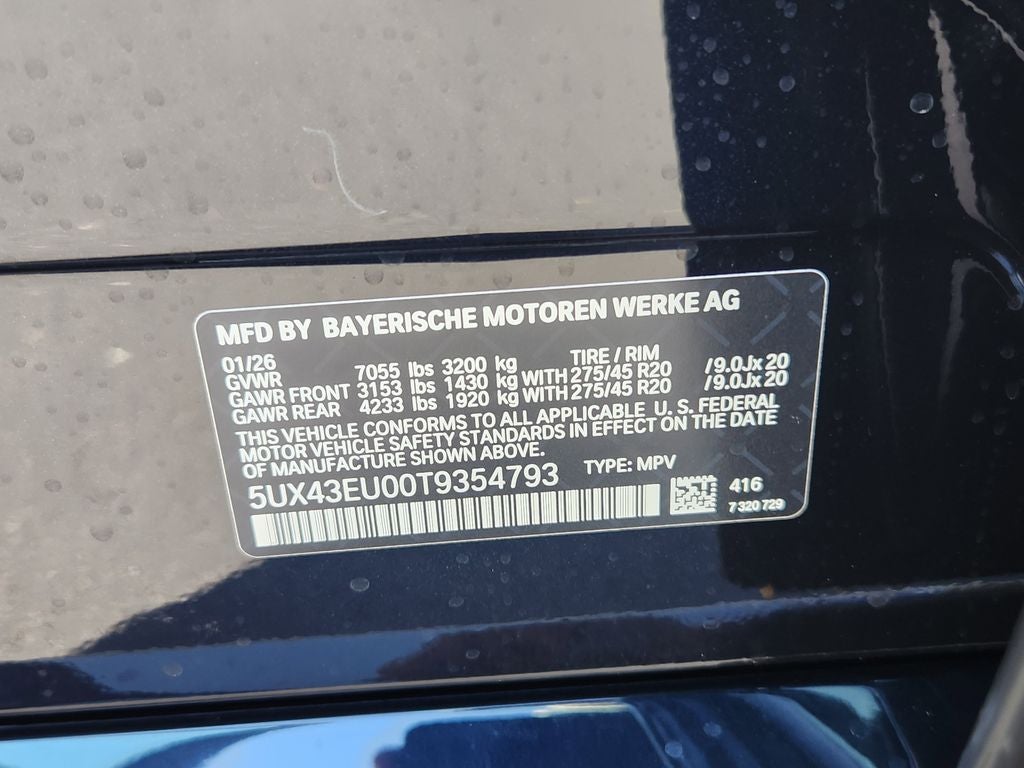 MFD BY BAYERISCHE MOTOREN WERKE AG
01/26 TIRE / RIM
GVWR 7055 lbs 3200 kg
GAWR FRONT 3153 lbs 1430 kg WITH 275/45 R20 /9.0Jx20
GAWR REAR 4233 lbs 1920 kg WITH 275/45 R20 /9.0Jx20
THIS VEHICLE CONFORMS TO ALL APPLICABLE U. S. FEDERAL
MOTOR VEHICLE SAFETY STANDARDS IN EFFECT ON THE DATE
OF MANUFACTURE SHOWN ABOVE.
5UX43EU00T9354793 TYPE: MPV
416
7 320 729